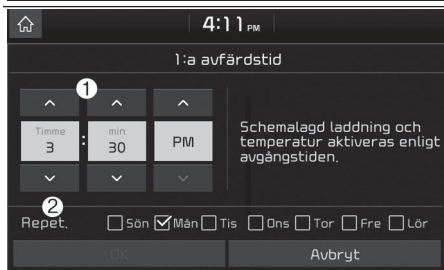 4:11 PM
1:a avfärdstid
1
Timme
3
:
min
30
PM
Schemalagd laddning och
temperatur aktiveras enligt
avgångstiden.
2
Repet.
Sön Mån Tis Ons Tor Fre Lör
OK
Avbryt